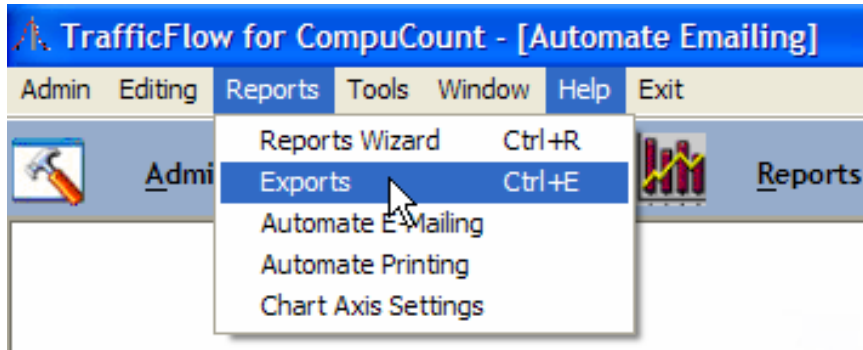 TrafficFlow for CompuCount - [Automate Emailing]
Admin Editing Reports Tools Window Help Exit
Reports Wizard Ctrl+R
Admi
Exports Ctrl+E
Reports
Automate E-Mailing
Automate Printing
Chart Axis Settings